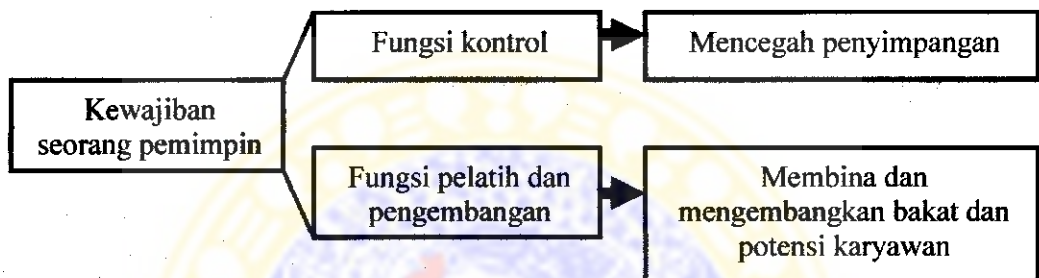 Kewajiban
seorang pemimpin
Fungsi kontrol
Mencegah penyimpangan
Fungsi pelatih dan
pengembangan
Membina dan
mengembangkan bakat dan
potensi karyawan